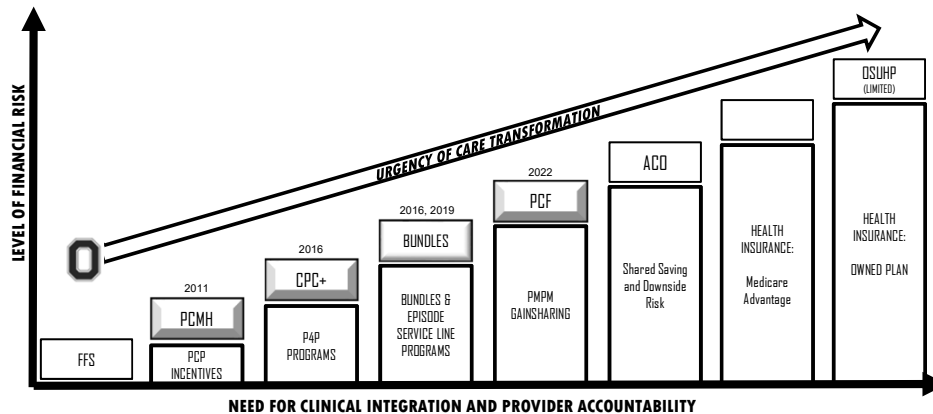 LEVEL OF FINANCIAL RISK
URGENCY OF CARE TRANSFORMATION
O
FFS
2011
PCMH
PCP
INCENTIVES
2016
CPC+
P4P
PROGRAMS
2016, 2019
BUNDLES
BUNDLES &
EPISODE
SERVICE LINE
PROGRAMS
2022
PCF
PMPM
GAINSHARING
ACO
Shared Saving
and Downside
Risk
HEALTH
INSURANCE:
Medicare
Advantage
OSUHP
(LIMITED)
HEALTH
INSURANCE:
OWNED PLAN
NEED FOR CLINICAL INTEGRATION AND PROVIDER ACCOUNTABILITY